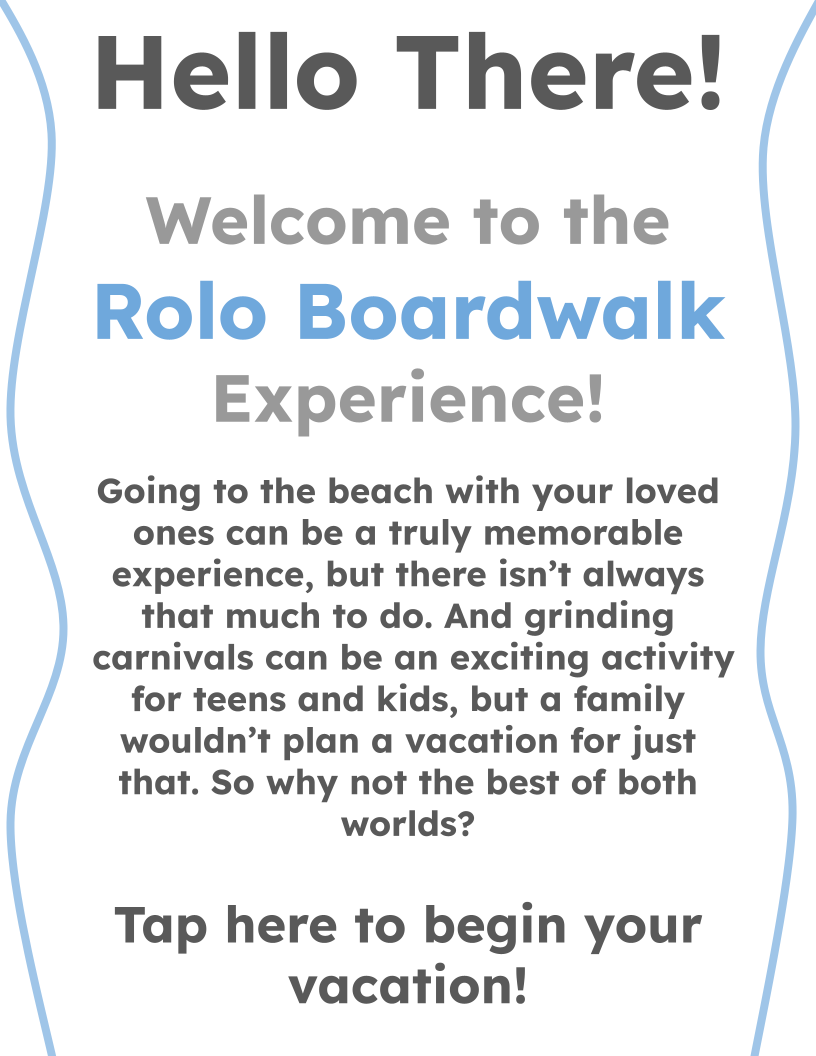 Hello There!
Welcome to the
Rolo Boardwalk
Experience!
Going to the beach with your loved
ones can be a truly memorable
experience, but there isn’t always
that much to do. And grinding
carnivals can be an exciting activity
for teens and kids, but a family
wouldn’t plan a vacation for just
that. So why not the best of both
worlds?
Tap here to begin your
vacation!